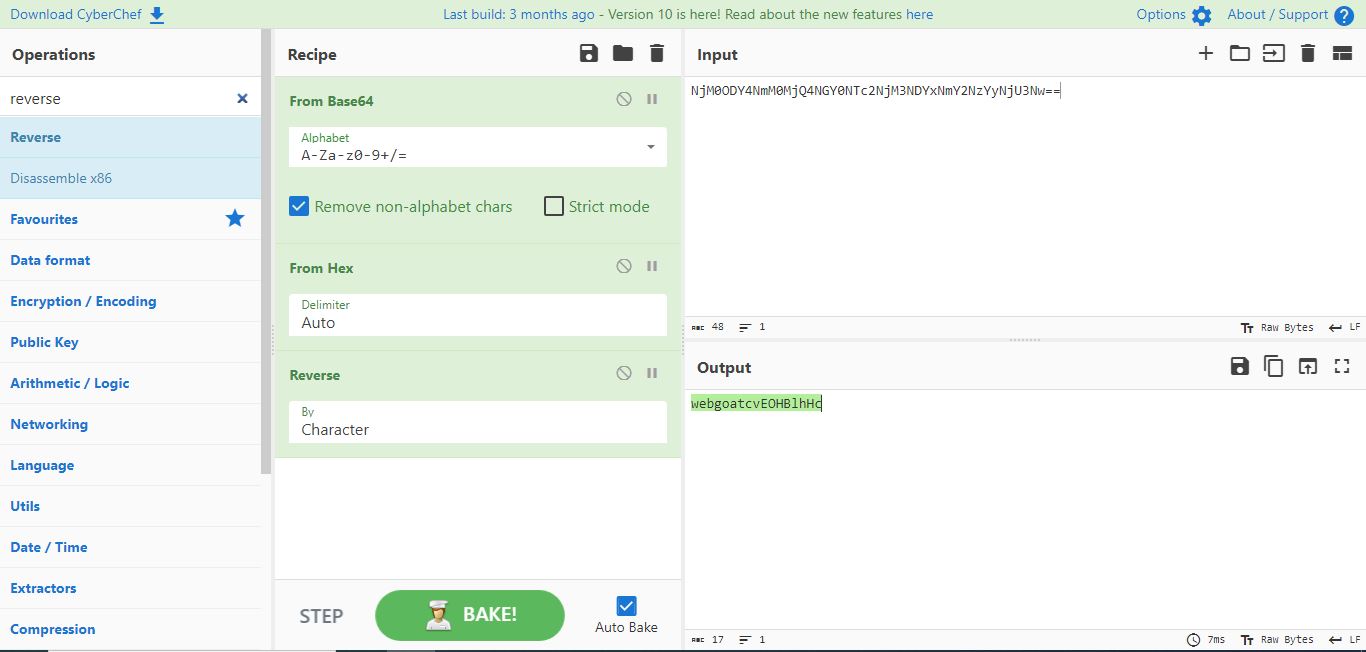 Download CyberChef
Last build: 3 months ago - Version 10 is here! Read about the new features here
Options
About / Support
Operations
reverse
Reverse
Disassemble x86
Favourites
Data format
Encryption / Encoding
Public Key
Arithmetic / Logic
Networking
Language
Utils
Date / Time
Extractors
Compression
Recipe
From Base64
Alphabet
A-Za-z0-9+/=
Remove non-alphabet chars
Strict mode
From Hex
Delimiter
Auto
Reverse
By
Character
STEP
BAKE!
Auto Bake
Input
NjM0ODY4NmM0MjQ4NGY0NTc2NjM3NDYxNmY2NzYyNjU3Nw==
ABC 48 1
Tт Raw Bytes LF
Output
webgoatcvEOHBlhHc
ABC 17 1
7ms Tт Raw Bytes LF